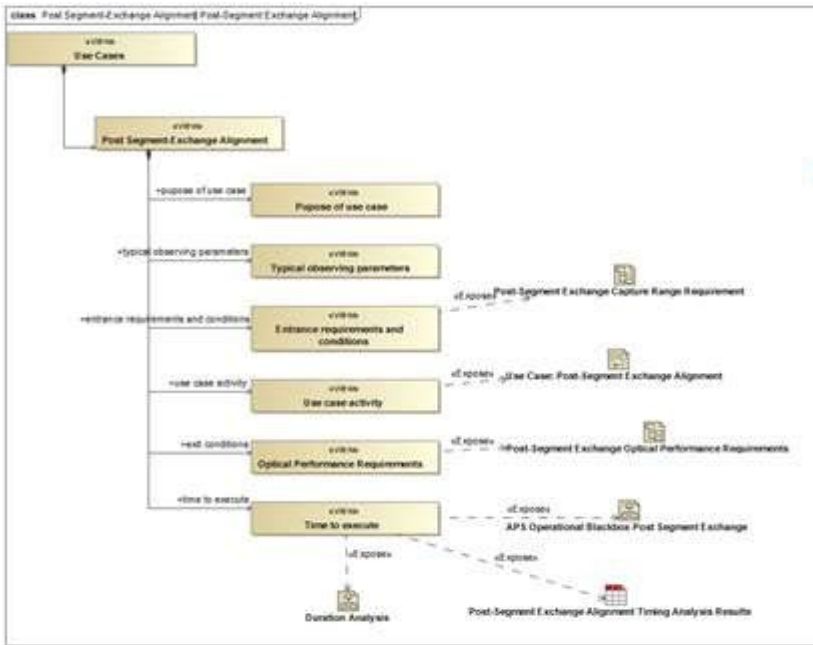 class Post Segment-Exchange Alignment[ Post-Segment Exchange Alignment]
«view»
Use Cases
«view»
Post Segment-Exchange Alignment
+pupose of use case
«view»
Pupose of use case
+typical observing parameters
«view»
Typical observing parameters
+entrance requirements and conditions
«view»
Entrance requirements and
conditions
«Expose»
Post-Segment Exchange Capture Range Requirement
+use case activity
«view»
Use case activity
«Expose»
Use Case: Post-Segment Exchange Alignment
+exit conditions
«view»
Optical Performance Requirements
«Expose»
Post-Segment Exchange Optical Performance Requirements
+time to execute
«view»
Time to execute
«Expose»
APS Operational Blackbox Post Segment Exchange
«Expose»
Duration Analysis
«Expose»
Post-Segment Exchange Alignment Timing Analysis Results